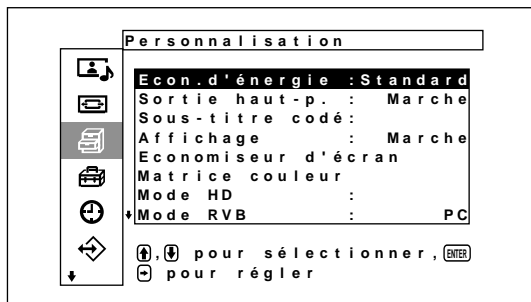 Personnalisation
Econ.d'énergie :Standard
Sortie haut-p. : Marche
Sous-titre codé:
Affichage : Marche
Economiseur d'écran
Matrice couleur
Mode HD :
Mode RVB : PC
, pour sélectionner, ENTER
pour régler